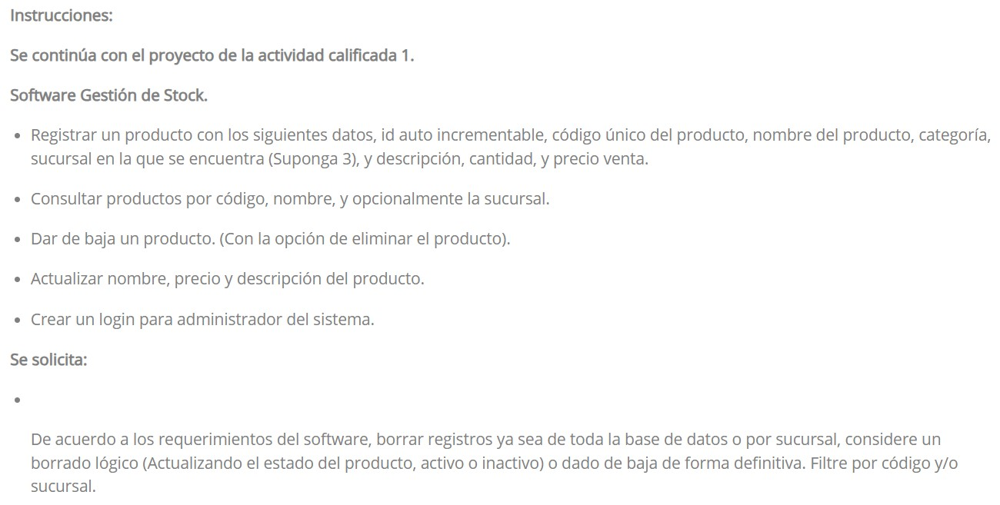 Instrucciones:
Se continúa con el proyecto de la actividad calificada 1.
Software Gestión de Stock.
• Registrar un producto con los siguientes datos, id auto incrementable, código único del producto, nombre del producto, categoría,
sucursal en la que se encuentra (Suponga 3), y descripción, cantidad, y precio venta.
• Consultar productos por código, nombre, y opcionalmente la sucursal.
• Dar de baja un producto. (Con la opción de eliminar el producto).
• Actualizar nombre, precio y descripción del producto.
• Crear un login para administrador del sistema.
Se solicita:
•
De acuerdo a los requerimientos del software, borrar registros ya sea de toda la base de datos o por sucursal, considere un
borrado lógico (Actualizando el estado del producto, activo o inactivo) o dado de baja de forma definitiva. Filtre por código y/o
sucursal.